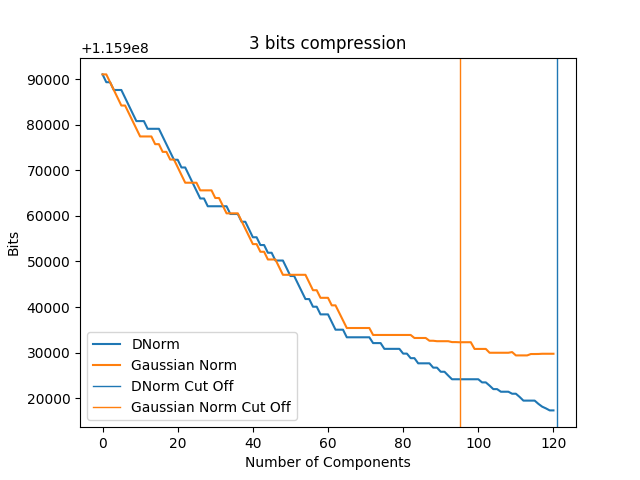 3 bits compression
+1.159e8
90000
80000
70000
60000
50000
40000
30000
20000
Bits
DNorm
Gaussian Norm
DNorm Cut Off
Gaussian Norm Cut Off
0 20 40 60 80 100 120
Number of Components